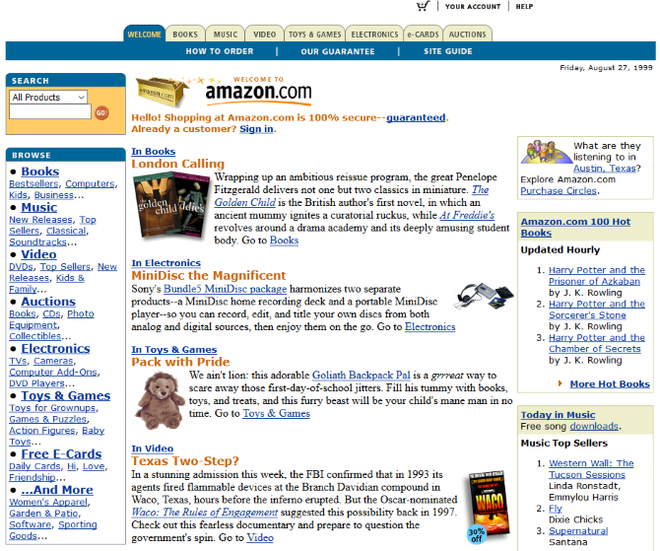 YOUR ACCOUNT | HELP
WELCOME BOOKS MUSIC VIDEO TOYS & GAMES ELECTRONICS e-CARDS AUCTIONS
HOW TO ORDER | OUR GUARANTEE | SITE GUIDE
Friday, August 27, 1999
SEARCH
All Products
GO!
BROWSE
• Books
Bestsellers, Computers,
Kids, Business...
• Music
New Releases, Top
Sellers, Classical,
Soundtracks...
• Video
DVDs, Top Sellers, New
Releases, Kids &
Family...
• Auctions
Books, CDs, Photo
Equipment,
Collectibles...
• Electronics
TVs, Cameras,
Computer Add-Ons,
DVD Players...
• Toys & Games
Toys for Grownups,
Games & Puzzles,
Action Figures, Baby
Toys...
• Free E-Cards
Daily Cards, Hi, Love,
Friendship...
• ...And More
Women's Apparel,
Garden & Patio,
Software, Sporting
Goods...
WELCOME TO
amazon.com
Hello! Shopping at Amazon.com is 100% secure--guaranteed.
Already a customer? Sign in.
In Books
London Calling
golden child
Wrapping up an ambitious reissue program, the great Penelope
Fitzgerald delivers not one but two classics in miniature. The
Golden Child is the British author's first novel, in which an
ancient mummy ignites a curatorial ruckus, while At Freddie's
revolves around a drama academy and its deeply amusing student
body. Go to Books
In Electronics
MiniDisc the Magnificent
Sony's Bundle5 MiniDisc package harmonizes two separate
products--a MiniDisc home recording deck and a portable MiniDisc
player--so you can record, edit, and title your own discs from both
analog and digital sources, then enjoy them on the go. Go to Electronics
In Toys & Games
Pack with Pride
We ain't lion: this adorable Goliath Backpack Pal is a grrreat way to
scare away those first-day-of-school jitters. Fill his tummy with books,
toys, and treats, and this furry beast will be your child's mane man in no
time. Go to Toys & Games
In Video
Texas Two-Step?
In a stunning admission this week, the FBI confirmed that in 1993 its
agents fired flammable devices at the Branch Davidian compound in
Waco, Texas, hours before the inferno erupted. But the Oscar-nominated
Waco: The Rules of Engagement suggested this possibility back in 1997.
Check out this fearless documentary and prepare to question the
government's spin. Go to Video
WACO
30%
off
What are they
listening to in
Austin, Texas?
Explore Amazon.com
Purchase Circles.
Amazon.com 100 Hot
Books
Updated Hourly
1. Harry Potter and the
Prisoner of Azkaban
by J. K. Rowling
2. Harry Potter and the
Sorcerer's Stone
by J. K. Rowling
3. Harry Potter and the
Chamber of Secrets
by J. K. Rowling
More Hot Books
Today in Music
Free song downloads.
Music Top Sellers
1. Western Wall: The
Tucson Sessions
Linda Ronstadt,
Emmylou Harris
2. Fly
Dixie Chicks
3. Supernatural
Santana